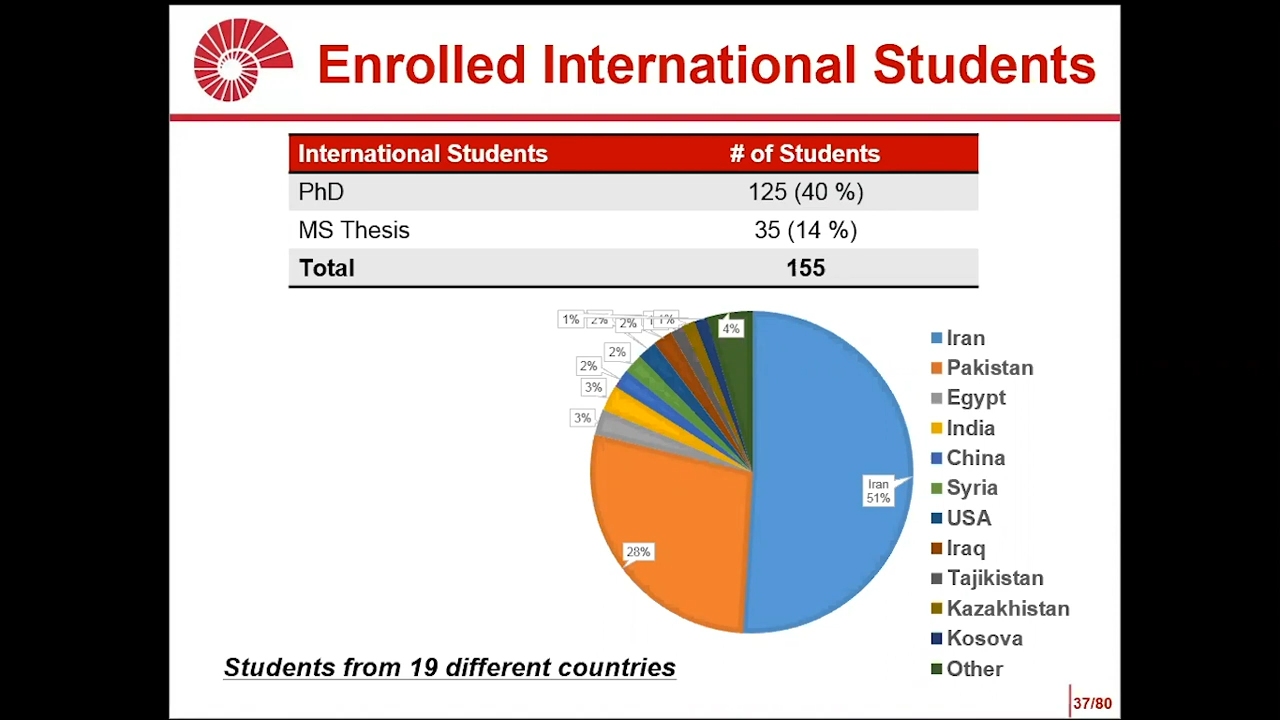 Enrolled International Students
International Students # of Students
PhD 125 (40 %)
MS Thesis 35 (14 %)
Total 155
1% 2% 2% 1% 4%
2%
2%
3%
3%
28%
Iran
51%
Iran
Pakistan
Egypt
India
China
Syria
USA
Iraq
Tajikistan
Kazakhistan
Kosova
Other
Students from 19 different countries
37/80